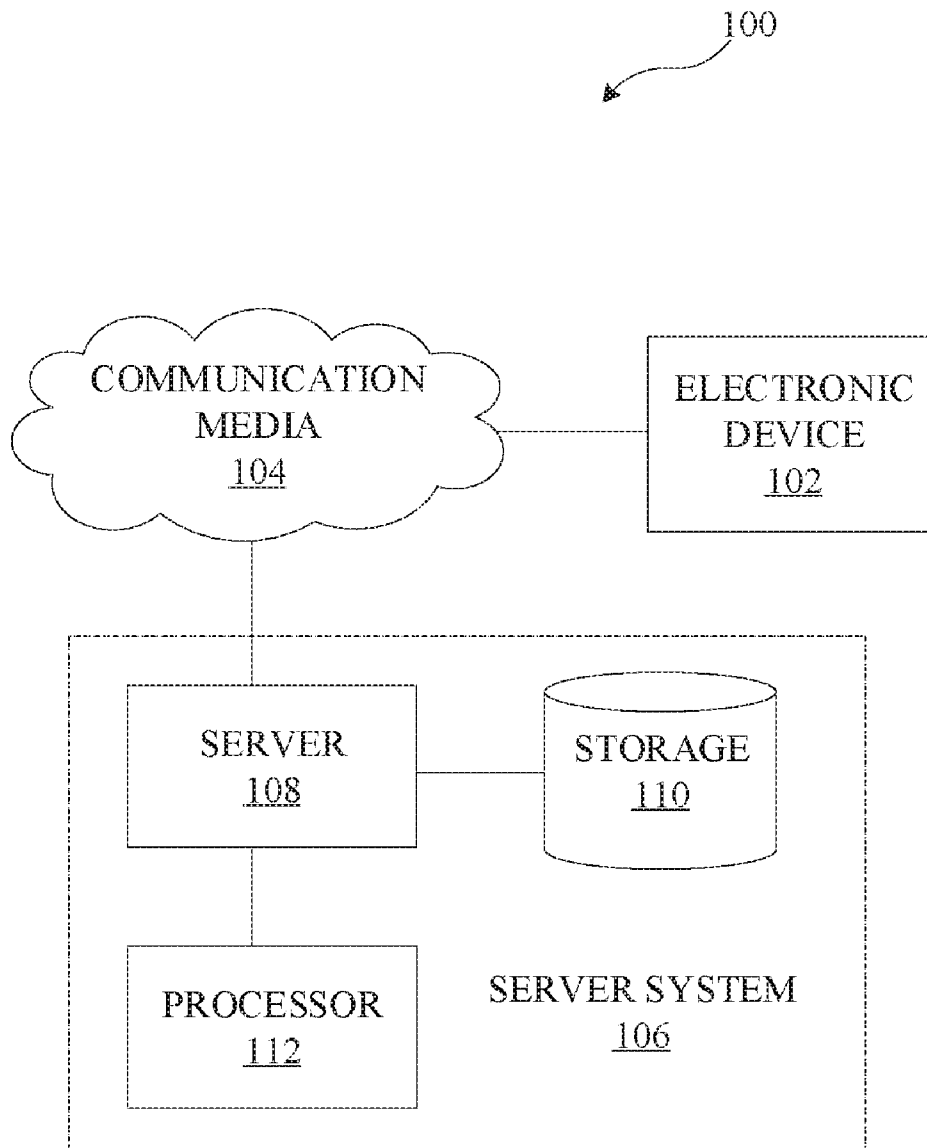 100
COMMUNICATION
MEDIA
104
ELECTRONIC
DEVICE
102
SERVER
108
STORAGE
110
PROCESSOR
112
SERVER SYSTEM
106